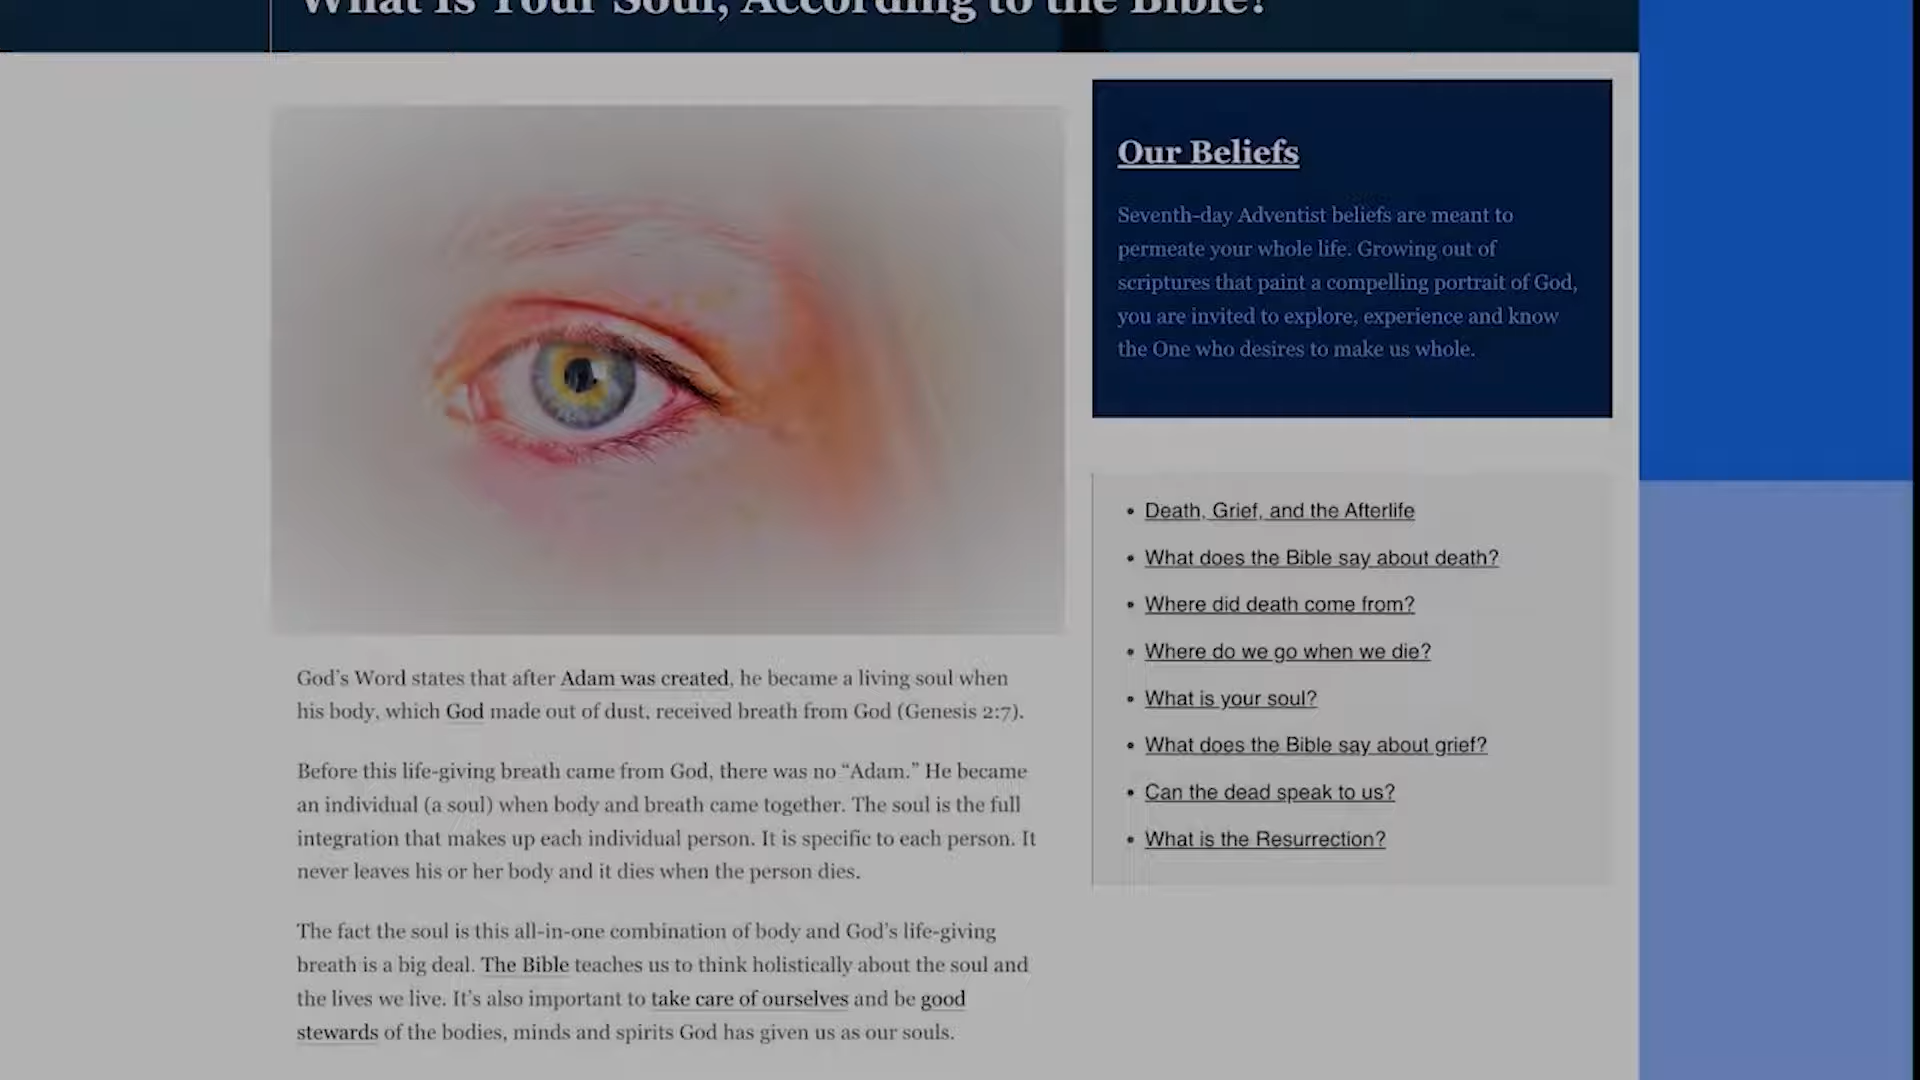 What Is Your Soul, According to the Bible?
Our Beliefs
Seventh-day Adventist beliefs are meant to
permeate your whole life. Growing out of
scriptures that paint a compelling portrait of God,
you are invited to explore, experience and know
the One who desires to make us whole.
• Death, Grief, and the Afterlife
• What does the Bible say about death?
• Where did death come from?
• Where do we go when we die?
• What is your soul?
• What does the Bible say about grief?
• Can the dead speak to us?
• What is the Resurrection?
God’s Word states that after Adam was created, he became a living soul when
his body, which God made out of dust, received breath from God (Genesis 2:7).
Before this life-giving breath came from God, there was no “Adam.” He became
an individual (a soul) when body and breath came together. The soul is the full
integration that makes up each individual person. It is specific to each person. It
never leaves his or her body and it dies when the person dies.
The fact the soul is this all-in-one combination of body and God’s life-giving
breath is a big deal. The Bible teaches us to think holistically about the soul and
the lives we live. It’s also important to take care of ourselves and be good
stewards of the bodies, minds and spirits God has given us as our souls.